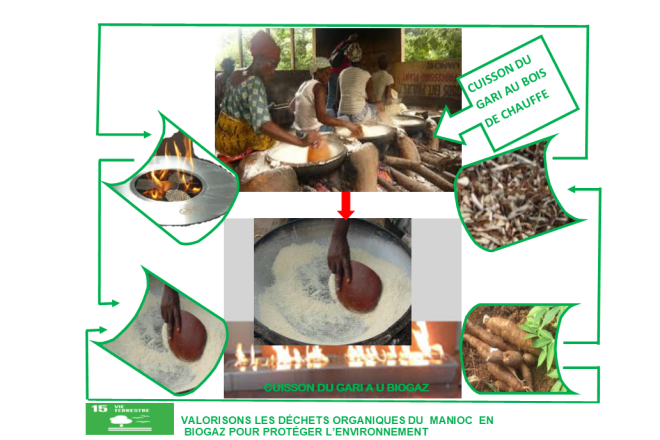 CUISSON DU
GARI AU BOIS
DE CHAUFFE
CUISSON DU GARI A U BIOGAZ
15 VIE
TERRESTRE
VALORISONS LES DÉCHETS ORGANIQUES DU MANIOC EN
BIOGAZ POUR PROTÉGER L'ENVIRONNEMENT